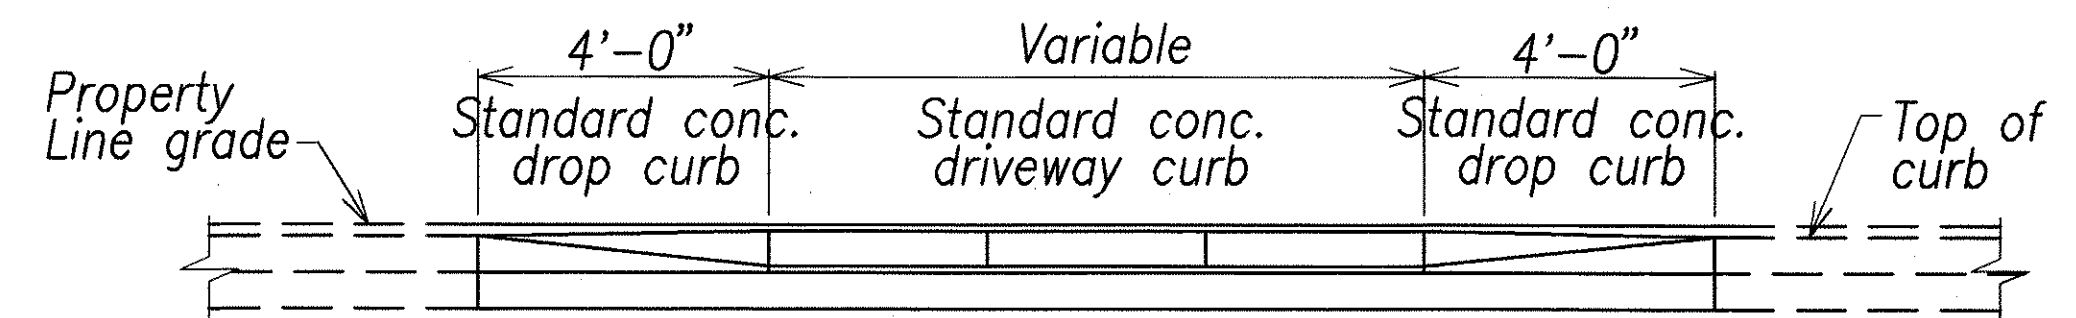 4'-0"
Variable
4'-0"
Property
Line grade
Standard conc.
drop curb
Standard conc.
driveway curb
Standard conc.
drop curb
Top of
curb